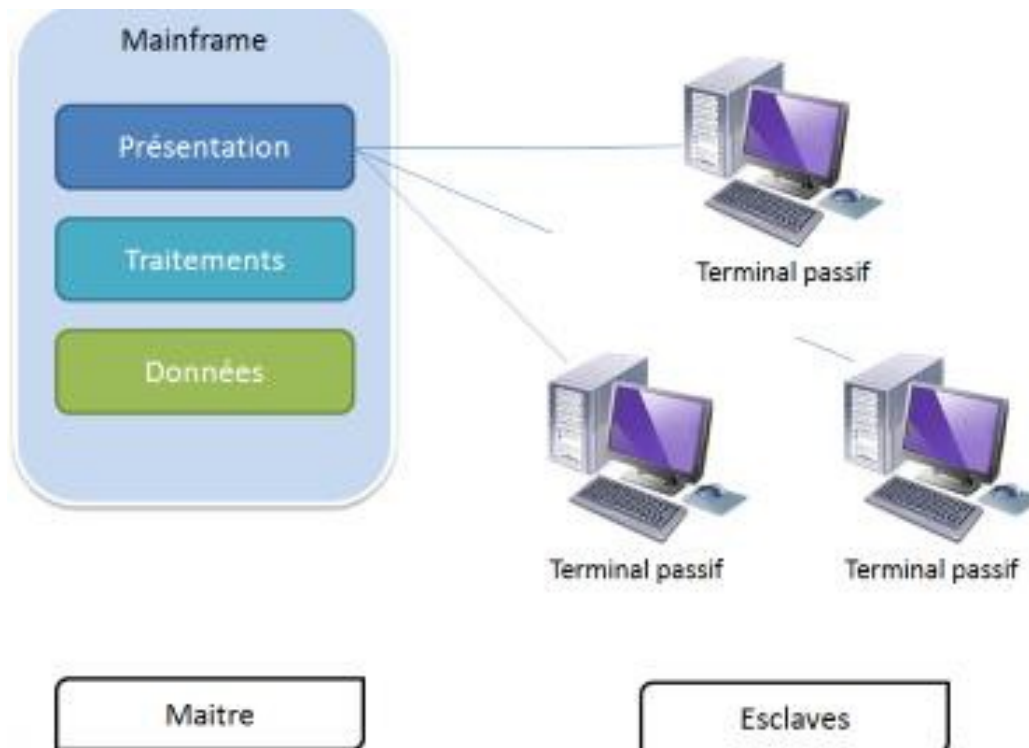 Mainframe
Présentation
Traitements
Données
Terminal passif
Terminal passif
Terminal passif
Maitre
Esclaves